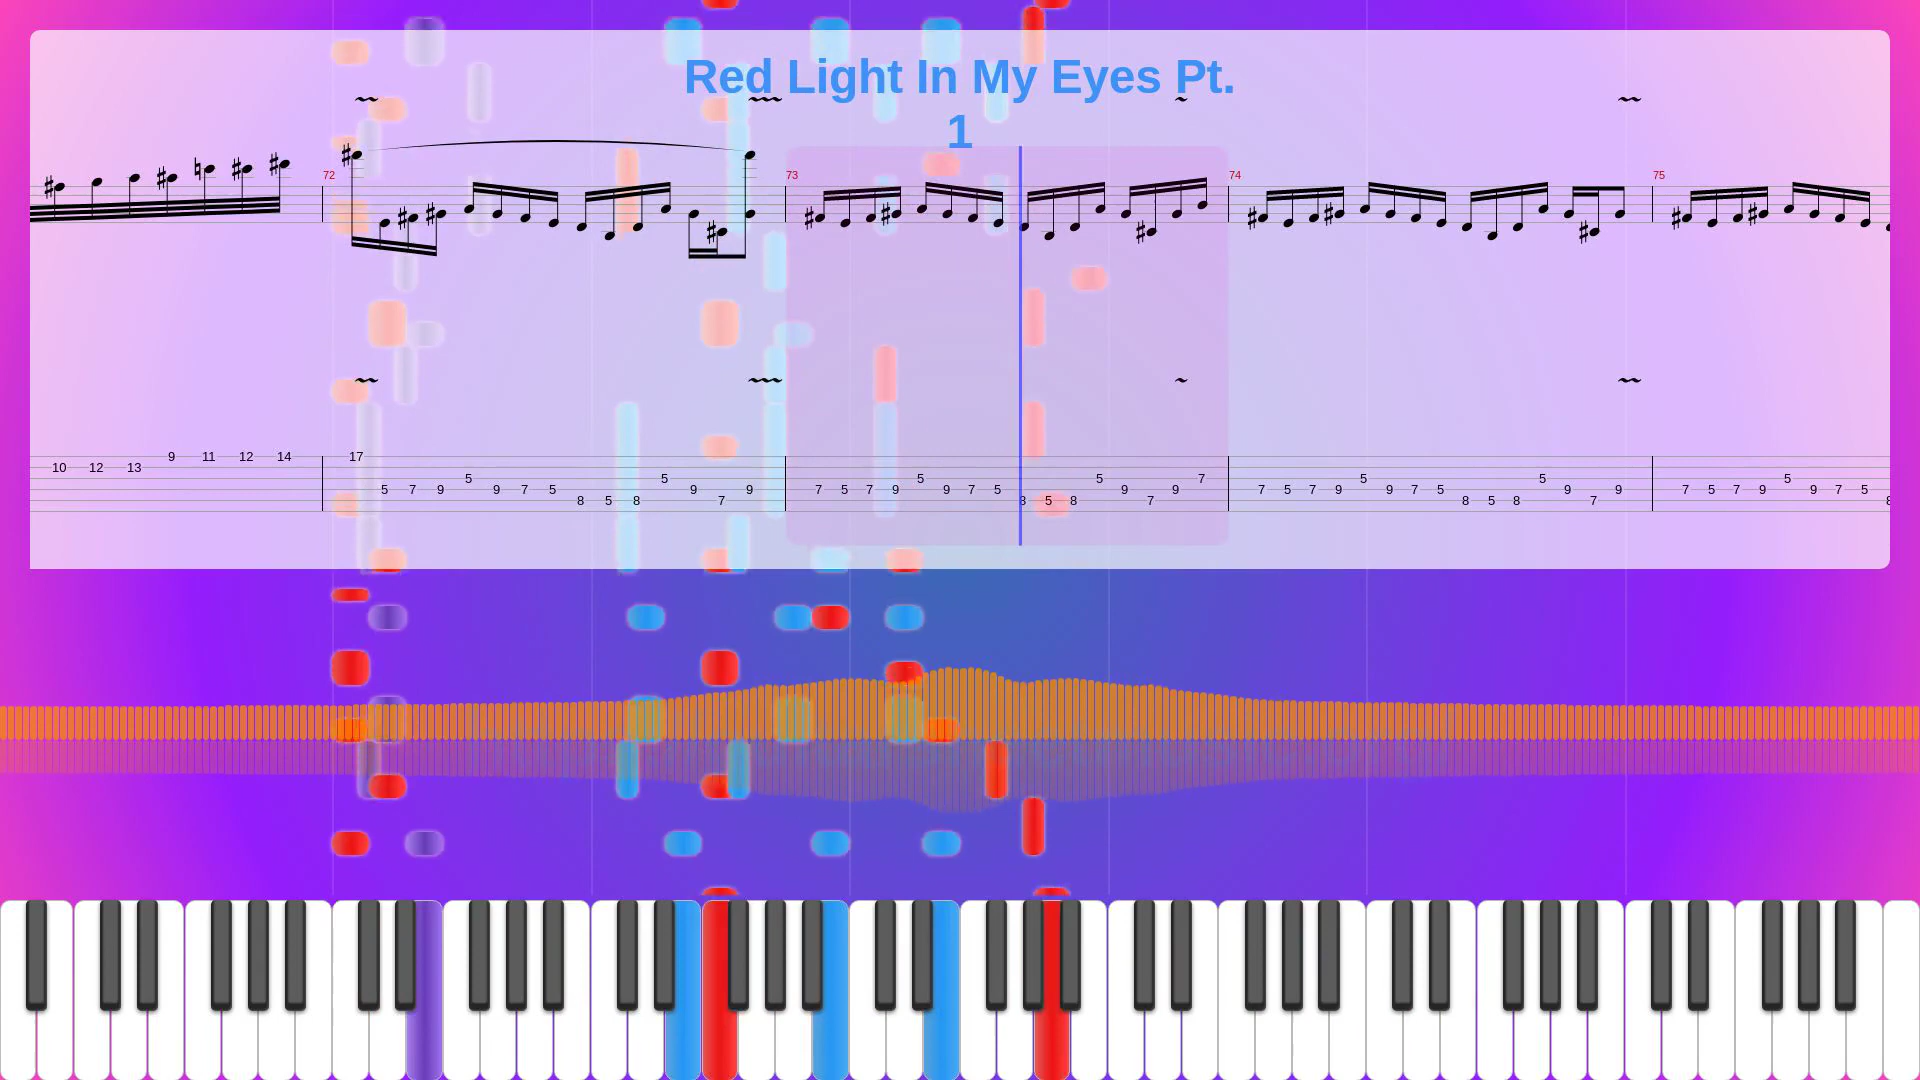 Red Light In My Eyes Pt.
1
72 73 74 75
9 11 12 14 17
10 12 13
5 5 5 5 5 5 5
5 7 9 9 7 5 9 9 7 5 7 9 9 7 5 9 9 7 5 7 9 9 7 5 9 9 7 5 7 9 9 7 5
8 5 8 7 8 5 8 7 8 5 8 7 8